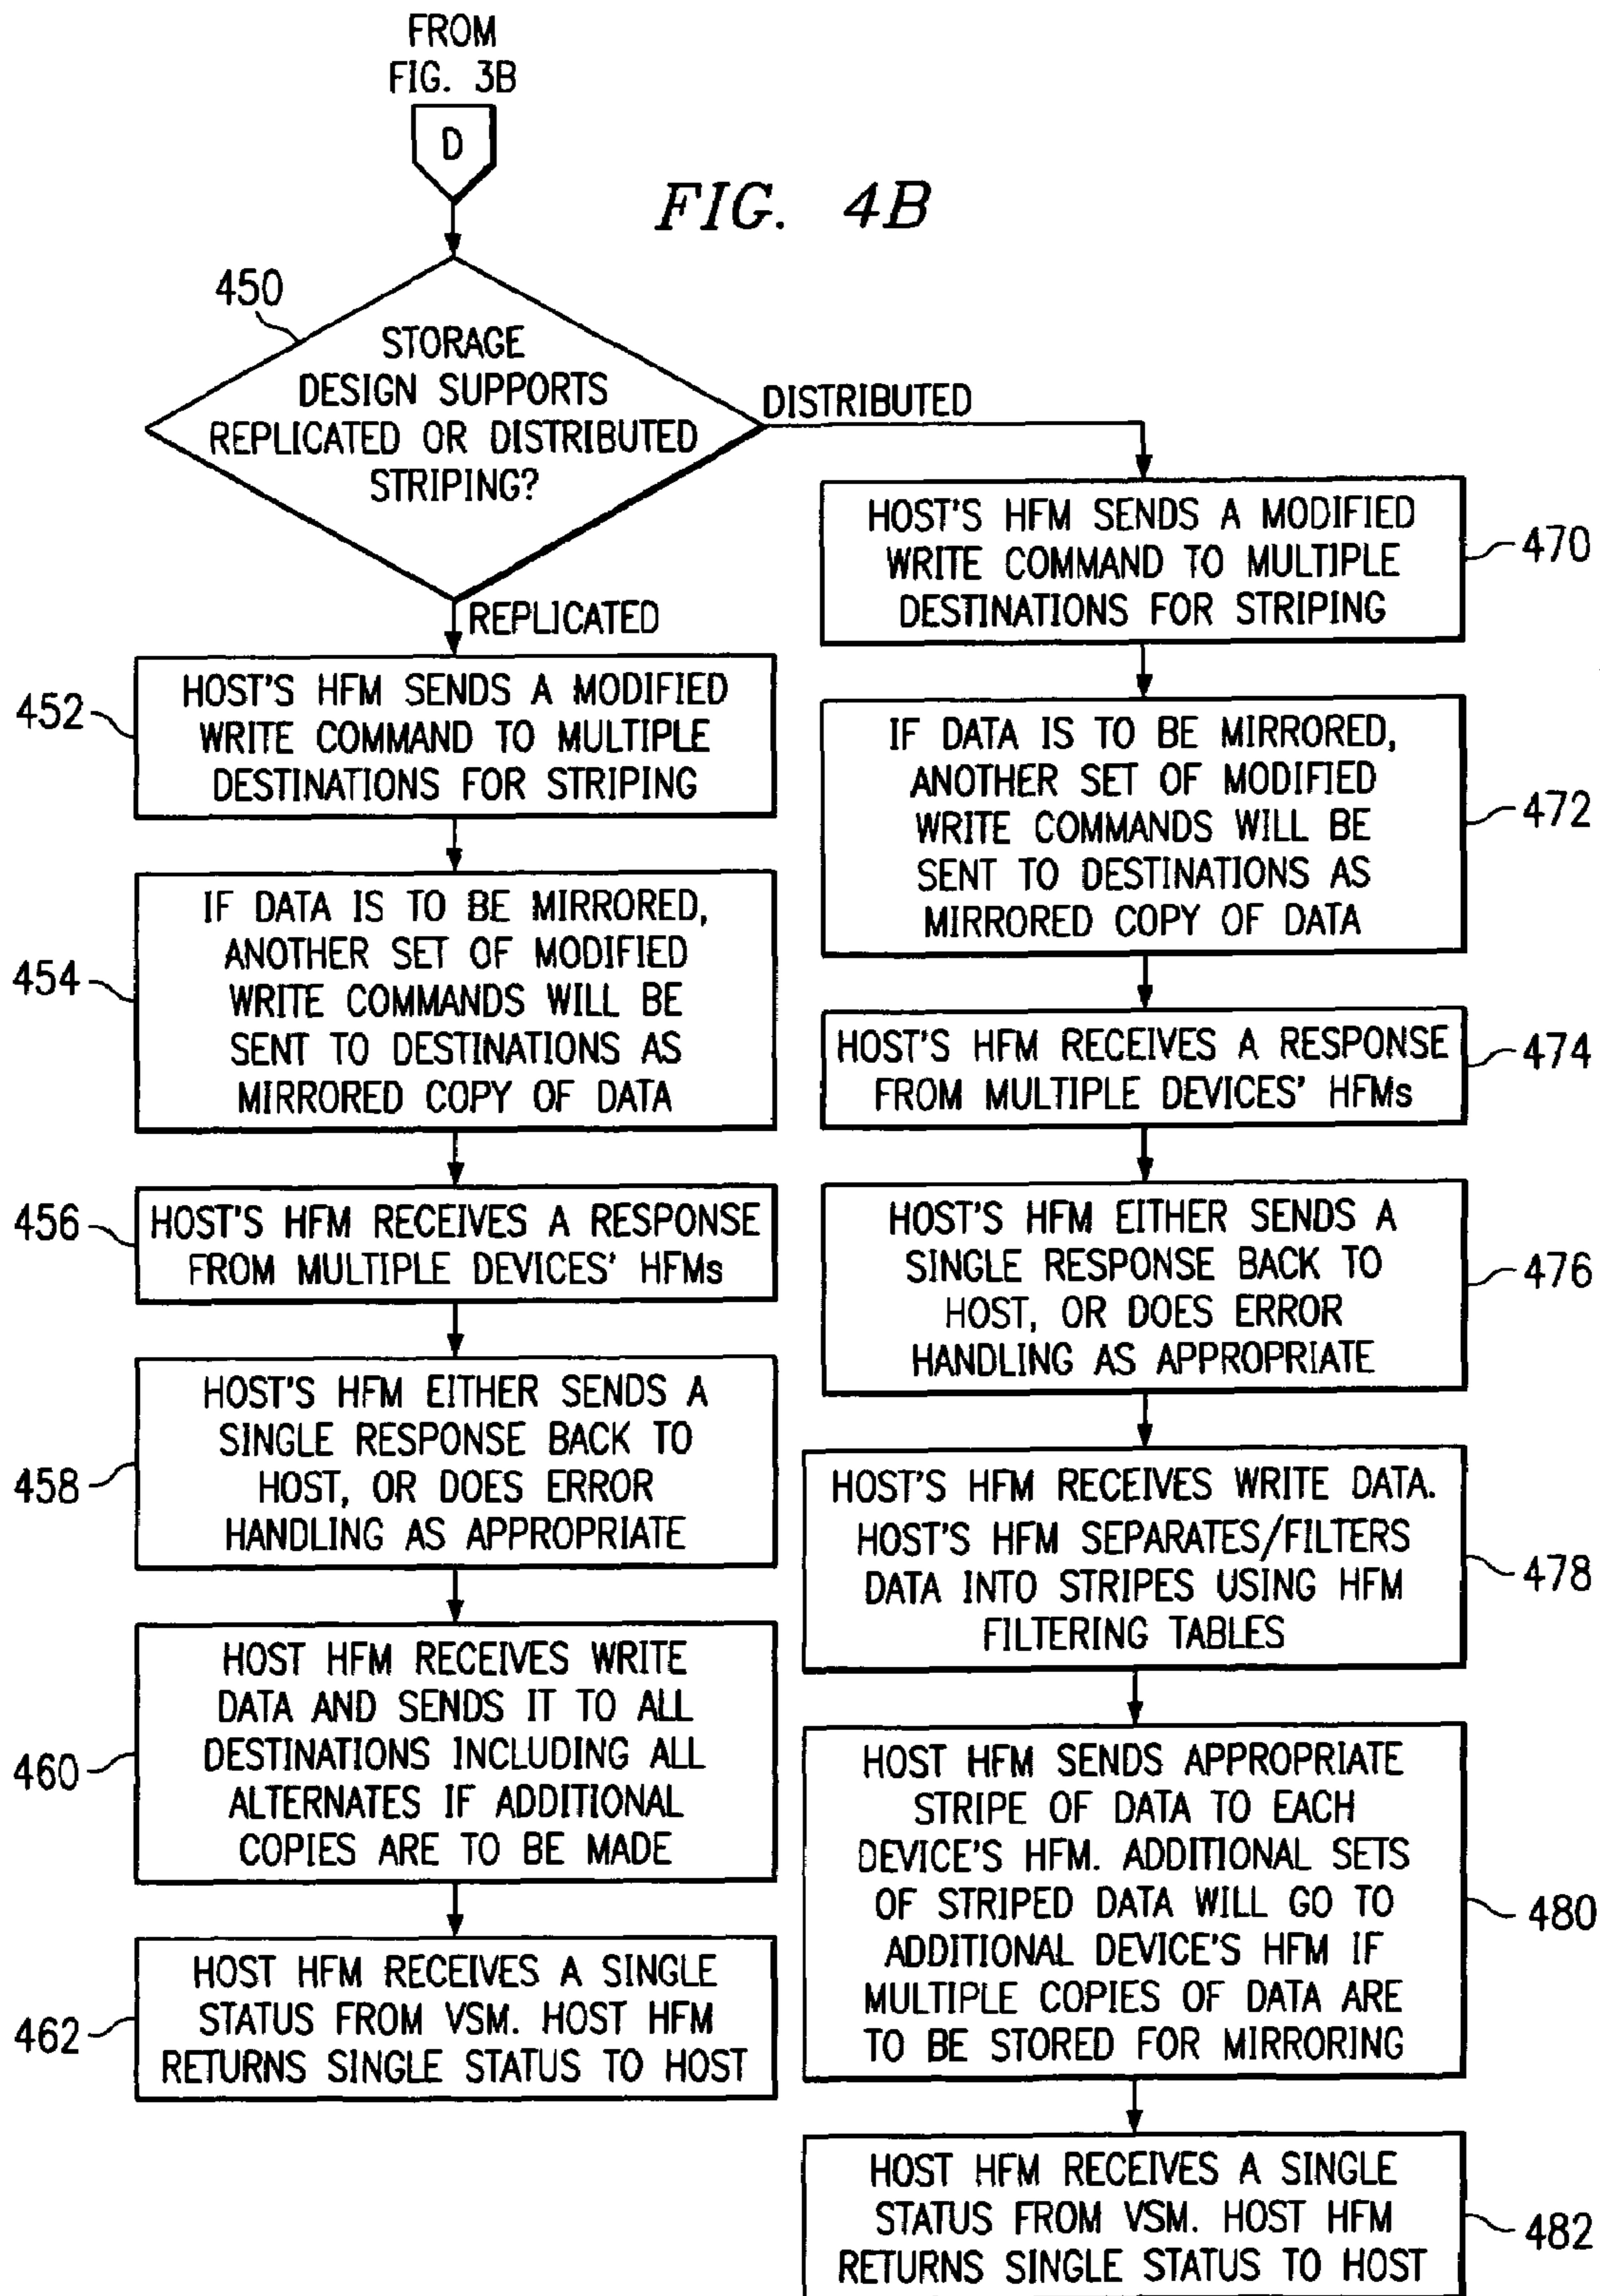 FROM
FIG. 3B
D
FIG. 4B
450
STORAGE
DESIGN SUPPORTS
REPLICATED OR DISTRIBUTED
STRIPING?
DISTRIBUTED
REPLICATED
452
HOST'S HFM SENDS A MODIFIED
WRITE COMMAND TO MULTIPLE
DESTINATIONS FOR STRIPING
454
IF DATA IS TO BE MIRRORED,
ANOTHER SET OF MODIFIED
WRITE COMMANDS WILL BE
SENT TO DESTINATIONS AS
MIRRORED COPY OF DATA
456
HOST'S HFM RECEIVES A RESPONSE
FROM MULTIPLE DEVICES' HFMs
458
HOST'S HFM EITHER SENDS A
SINGLE RESPONSE BACK TO
HOST, OR DOES ERROR
HANDLING AS APPROPRIATE
460
HOST HFM RECEIVES WRITE
DATA AND SENDS IT TO ALL
DESTINATIONS INCLUDING ALL
ALTERNATES IF ADDITIONAL
COPIES ARE TO BE MADE
462
HOST HFM RECEIVES A SINGLE
STATUS FROM VSM. HOST HFM
RETURNS SINGLE STATUS TO HOST
HOST'S HFM SENDS A MODIFIED
WRITE COMMAND TO MULTIPLE
DESTINATIONS FOR STRIPING
470
IF DATA IS TO BE MIRRORED,
ANOTHER SET OF MODIFIED
WRITE COMMANDS WILL BE
SENT TO DESTINATIONS AS
MIRRORED COPY OF DATA
472
HOST'S HFM RECEIVES A RESPONSE
FROM MULTIPLE DEVICES' HFMs
474
HOST'S HFM EITHER SENDS A
SINGLE RESPONSE BACK TO
HOST, OR DOES ERROR
HANDLING AS APPROPRIATE
476
HOST'S HFM RECEIVES WRITE DATA.
HOST'S HFM SEPARATES/FILTERS
DATA INTO STRIPES USING HFM
FILTERING TABLES
478
HOST HFM SENDS APPROPRIATE
STRIPE OF DATA TO EACH
DEVICE'S HFM. ADDITIONAL SETS
OF STRIPED DATA WILL GO TO
ADDITIONAL DEVICE'S HFM IF
MULTIPLE COPIES OF DATA ARE
TO BE STORED FOR MIRRORING
480
HOST HFM RECEIVES A SINGLE
STATUS FROM VSM. HOST HFM
RETURNS SINGLE STATUS TO HOST
482